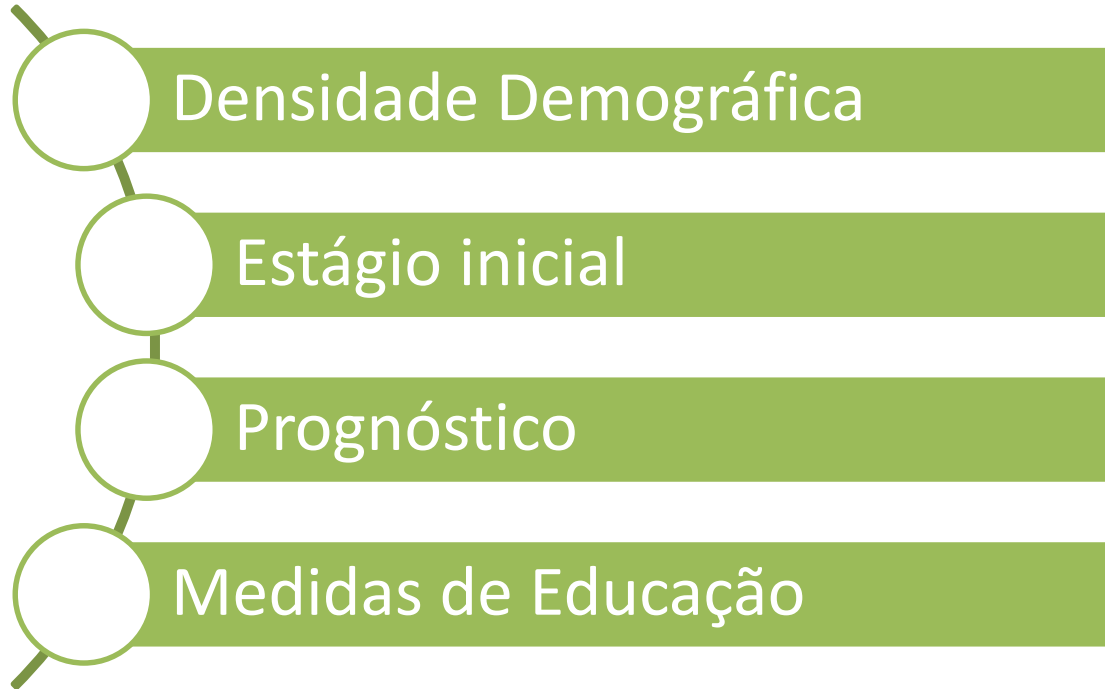 Densidade Demográfica
Estágio inicial
Prognóstico
Medidas de Educação